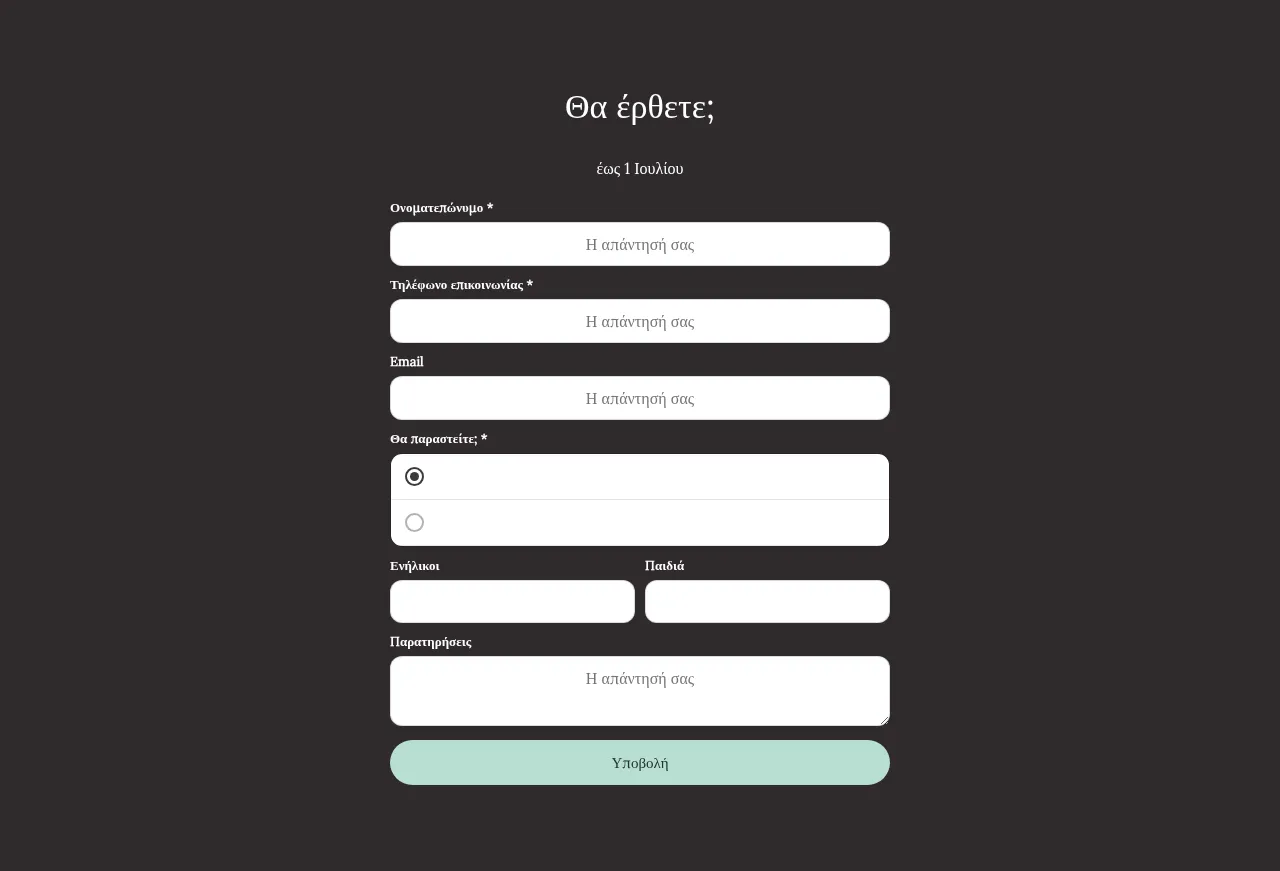 Θα έρθετε;
έως 1 Ιουλίου
Ονοματεπώνυμο *
Η απάντησή σας
Τηλέφωνο επικοινωνίας *
Η απάντησή σας
Email
Η απάντησή σας
Θα παραστείτε; *
Ενήλικοι
Παιδιά
Παρατηρήσεις
Η απάντησή σας
Υποβολή